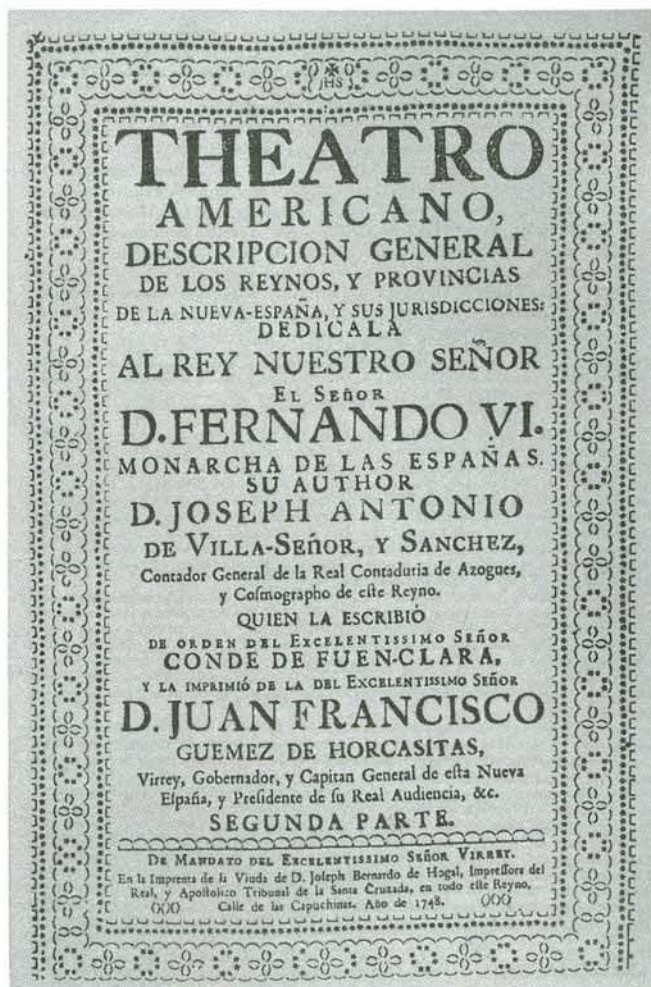 JHS
THEATRO
AMERICANO,
DESCRIPCION GENERAL
DE LOS REYNOS, Y PROVINCIAS
DE LA NUEVA-ESPAÑA, Y SUS JURISDICCIONES:
DEDICALA
AL REY NUESTRO SEÑOR
EL SEÑOR
D. FERNANDO VI.
MONARCHA DE LAS ESPAÑAS.
SU AUTHOR
D. JOSEPH ANTONIO
DE VILLA-SEÑOR, Y SANCHEZ,
Contador General de la Real Contaduria de Azogues,
y Cosmographo de este Reyno.
QUIEN LA ESCRIBIÓ
DE ORDEN DEL EXCELENTISSIMO SEÑOR
CONDE DE FUEN-CLARA,
Y LA IMPRIMIÓ DE LA DEL EXCELENTISSIMO SEÑOR
D. JUAN FRANCISCO
GUEMEZ DE HORCASITAS,
Virrey, Gobernador, y Capitan General de esta Nueva
España, y Presidente de su Real Audiencia, &c.
SEGUNDA PARTE.
DE MANDATO DEL EXCELENTISSIMO SEÑOR VIRREY.
En la Imprenta de la Viuda de D. Joseph Bernardo de Hogal, Impressora del
Real, y Apostolico Tribunal de la Santa Cruzada, en todo este Reyno.
Calle de las Capuchinas. Año de 1748.